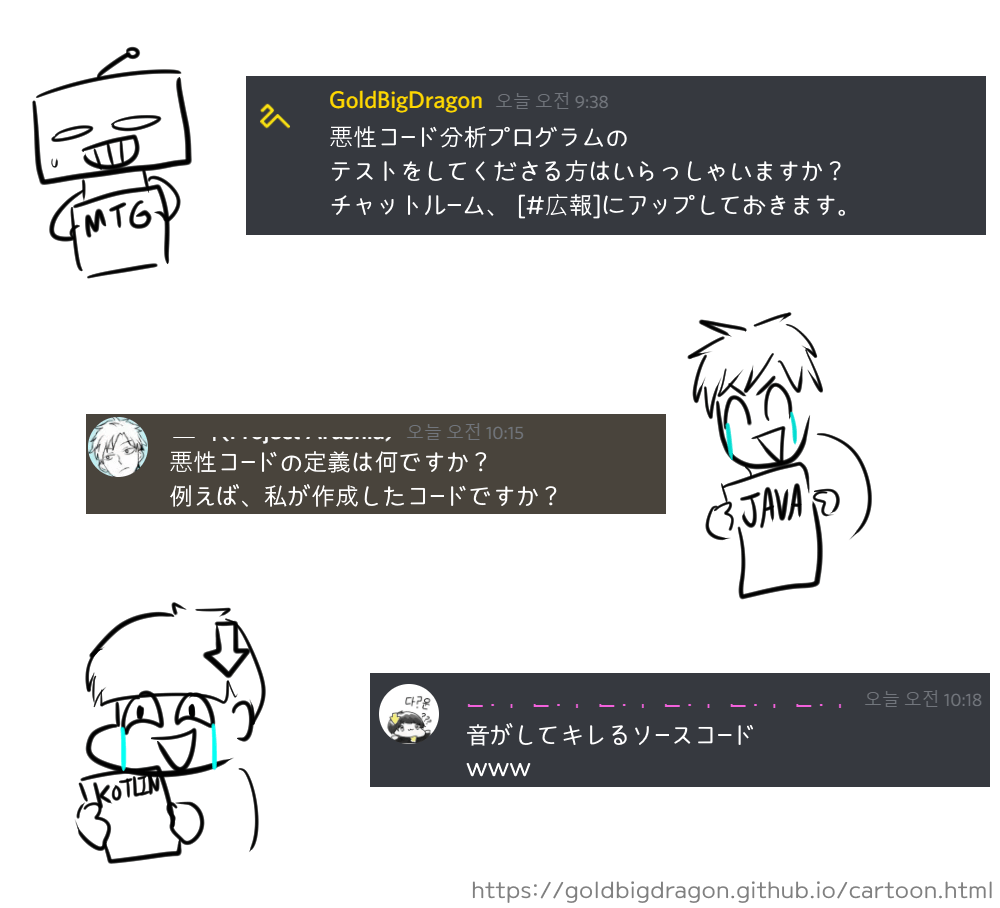 GoldBigDragon 오늘 오전 9:38
悪性コード分析プログラムの
テストをしてくださる方はいらっしゃいますか？
チャットルーム、 [#広報]にアップしておきます。
MTG
오늘 오전 10:15
悪性コードの定義は何ですか？
例えば、私が作成したコードですか？
JAVA
다?온
오늘 오전 10:18
音がしてキレるソースコード
www
KOTLIN
https://goldbigdragon.github.io/cartoon.html